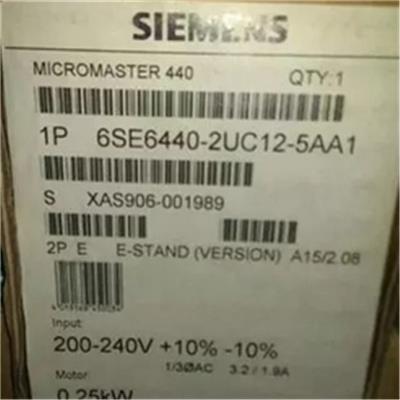 SIEMENS
MICROMASTER 440 QTY:1
1P 6SE6440-2UC12-5AA1
S XAS906-001989
2P E E-STAND (VERSION) A15/2.08
Input:
200-240V +10% -10%
1/3ØAC 3.2 / 1.9A
Motor:
0.25kW